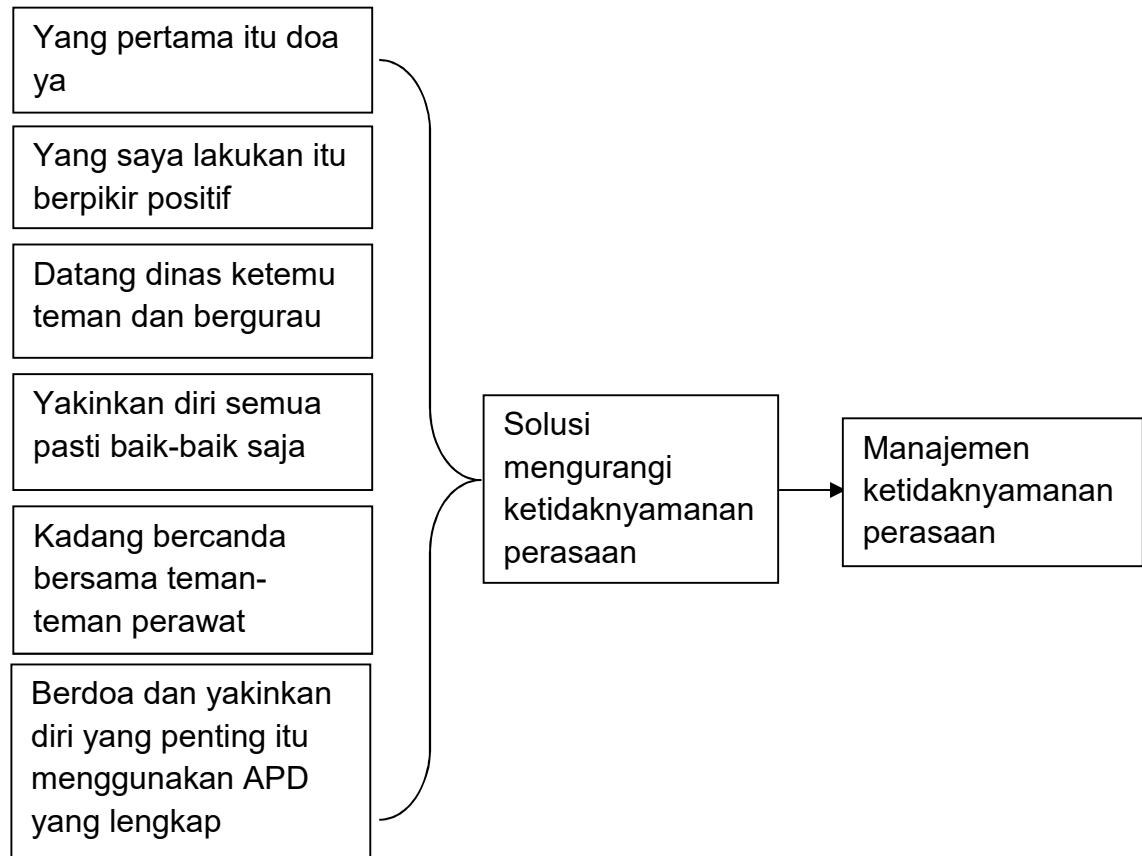 Yang pertama itu doa
ya
Yang saya lakukan itu
berpikir positif
Datang dinas ketemu
teman dan bergurau
Yakinkan diri semua
pasti baik-baik saja
Kadang bercanda
bersama teman-
teman perawat
Berdoa dan yakinkan
diri yang penting itu
menggunakan APD
yang lengkap
Solusi
mengurangi
ketidaknyamanan
perasaan
Manajemen
ketidaknyamanan
perasaan